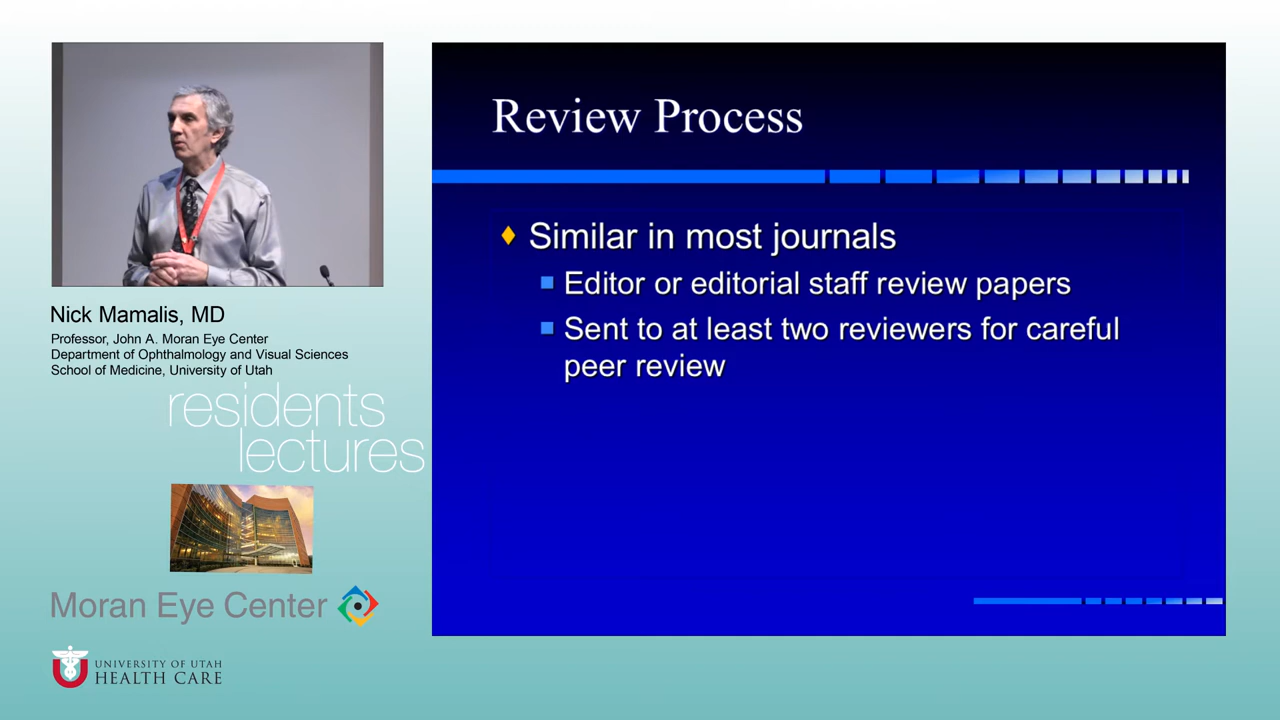 Nick Mamalis, MD
Professor, John A. Moran Eye Center
Department of Ophthalmology and Visual Sciences
School of Medicine, University of Utah
residents
lectures
Moran Eye Center
UNIVERSITY OF UTAH
HEALTH CARE
Review Process
Similar in most journals
Editor or editorial staff review papers
Sent to at least two reviewers for careful
peer review